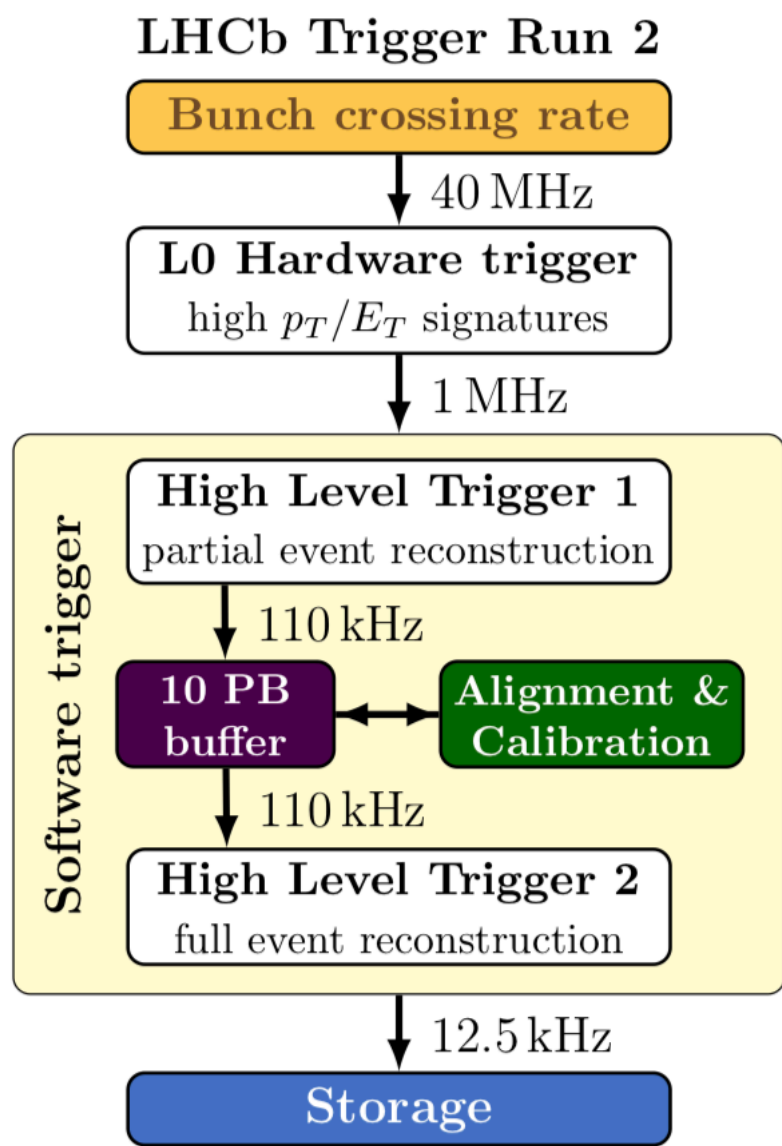 LHCb Trigger Run 2
Bunch crossing rate
40 MHz
L0 Hardware trigger
high p_T/E_T signatures
1 MHz
Software trigger
High Level Trigger 1
partial event reconstruction
110 kHz
10 PB
buffer
Alignment &
Calibration
110 kHz
High Level Trigger 2
full event reconstruction
12.5 kHz
Storage